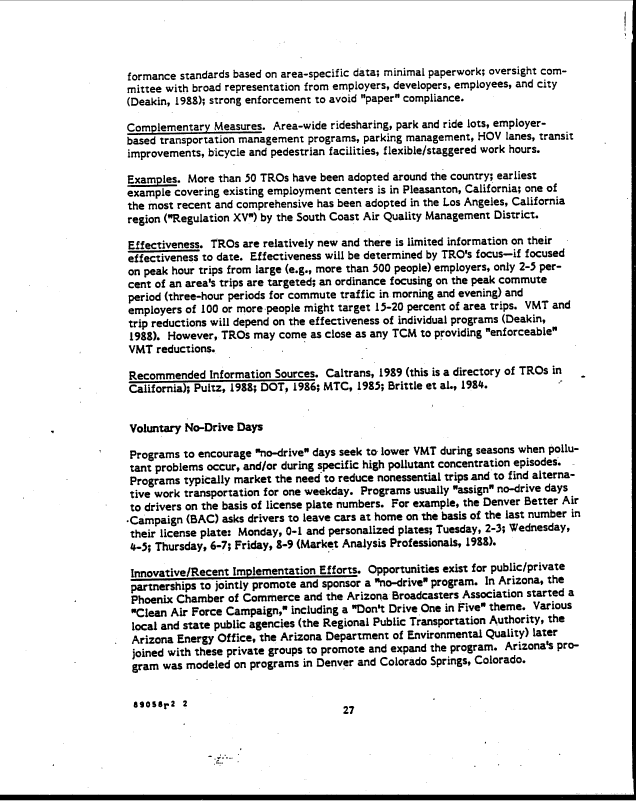 formance standards based on area-specific data; minimal paperwork; oversight com-
mittee with broad representation from employers, developers, employees, and city
(Deakin, 1988); strong enforcement to avoid "paper" compliance.
Complementary Measures. Area-wide ridesharing, park and ride lots, employer-
based transportation management programs, parking management, HOV lanes, transit
improvements, bicycle and pedestrian facilities, flexible/staggered work hours.
Examples. More than 50 TROs have been adopted around the country; earliest
example covering existing employment centers is in Pleasanton, California; one of
the most recent and comprehensive has been adopted in the Los Angeles, California
region ("Regulation XV") by the South Coast Air Quality Management District.
Effectiveness. TROs are relatively new and there is limited information on their
effectiveness to date. Effectiveness will be determined by TRO's focus—if focused
on peak hour trips from large (e.g., more than 500 people) employers, only 2-5 per-
cent of an area's trips are targeted; an ordinance focusing on the peak commute
period (three-hour periods for commute traffic in morning and evening) and
employers of 100 or more people might target 15-20 percent of area trips. VMT and
trip reductions will depend on the effectiveness of individual programs (Deakin,
1988). However, TROs may come as close as any TCM to providing "enforceable"
VMT reductions.
Recommended Information Sources. Caltrans, 1989 (this is a directory of TROs in
California); Pultz, 1988; DOT, 1986; MTC, 1985; Brittle et al., 1984.
Voluntary No-Drive Days
Programs to encourage "no-drive" days seek to lower VMT during seasons when pollu-
tant problems occur, and/or during specific high pollutant concentration episodes.
Programs typically market the need to reduce nonessential trips and to find alterna-
tive work transportation for one weekday. Programs usually "assign" no-drive days
to drivers on the basis of license plate numbers. For example, the Denver Better Air
Campaign (BAC) asks drivers to leave cars at home on the basis of the last number in
their license plate: Monday, 0-1 and personalized plates; Tuesday, 2-3; Wednesday,
4-5; Thursday, 6-7; Friday, 8-9 (Market Analysis Professionals, 1988).
Innovative/Recent Implementation Efforts. Opportunities exist for public/private
partnerships to jointly promote and sponsor a "no-drive" program. In Arizona, the
Phoenix Chamber of Commerce and the Arizona Broadcasters Association started a
"Clean Air Force Campaign," including a "Don't Drive One in Five" theme. Various
local and state public agencies (the Regional Public Transportation Authority, the
Arizona Energy Office, the Arizona Department of Environmental Quality) later
joined with these private groups to promote and expand the program. Arizona's pro-
gram was modeled on programs in Denver and Colorado Springs, Colorado.
89058r2 2
27